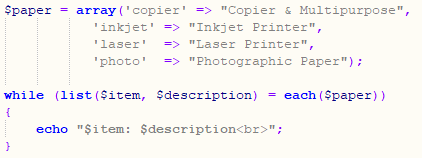 $paper = array('copier' => "Copier & Multipurpose",
'inkjet' => "Inkjet Printer",
'laser' => "Laser Printer",
'photo' => "Photographic Paper");
while (list($item, $description) = each($paper))
{
echo "$item: $description<br>";
}